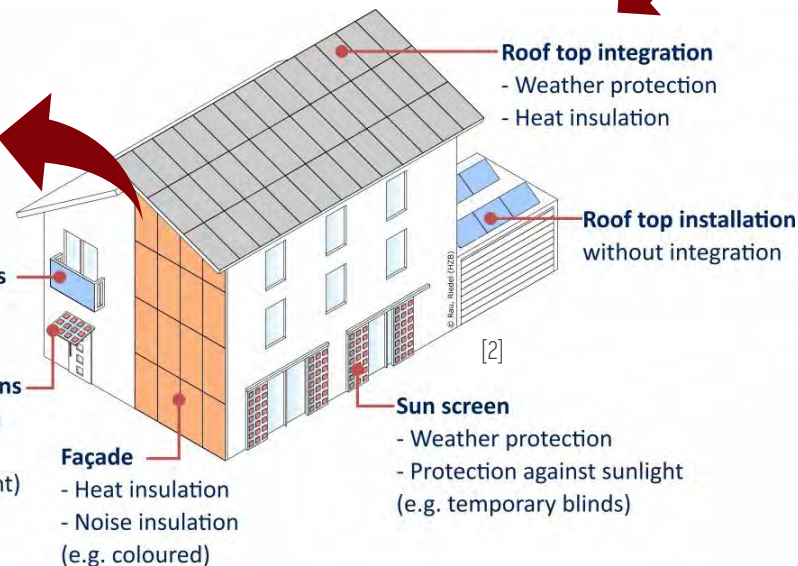 Roof top integration
- Weather protection
- Heat insulation
Roof top installation
without integration
© Rau, Riedel (HZB)
[2]
s
ns
Sun screen
- Weather protection
- Protection against sunlight
(e.g. temporary blinds)
Façade
- Heat insulation
- Noise insulation
(e.g. coloured)
t)